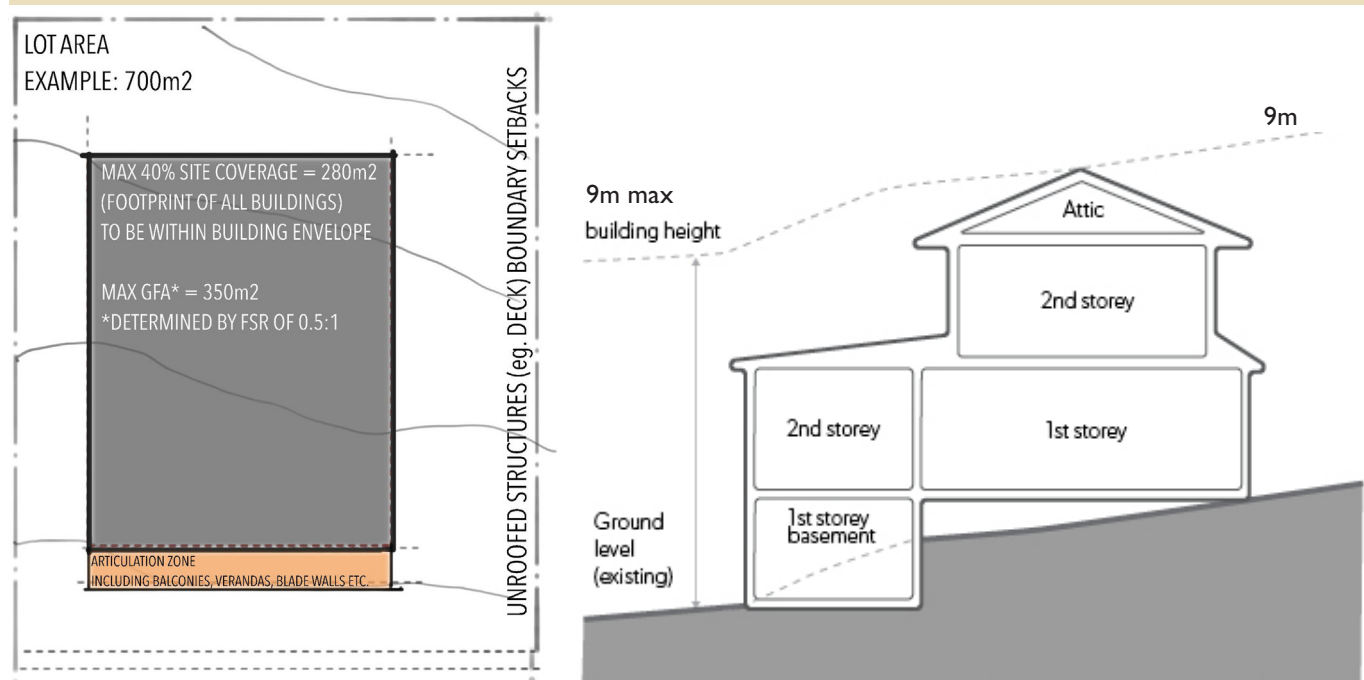 LOT AREA
EXAMPLE: 700m2
MAX 40% SITE COVERAGE = 280m2
(FOOTPRINT OF ALL BUILDINGS)
TO BE WITHIN BUILDING ENVELOPE
MAX GFA* = 350m2
*DETERMINED BY FSR OF 0.5:1
ARTICULATION ZONE
INCLUDING BALCONIES, VERANDAS, BLADE WALLS ETC.
UNROOFED STRUCTURES (eg. DECK) BOUNDARY SETBACKS
9m
9m max
building height
Attic
2nd storey
2nd storey
1st storey
1st storey
basement
Ground
level
(existing)